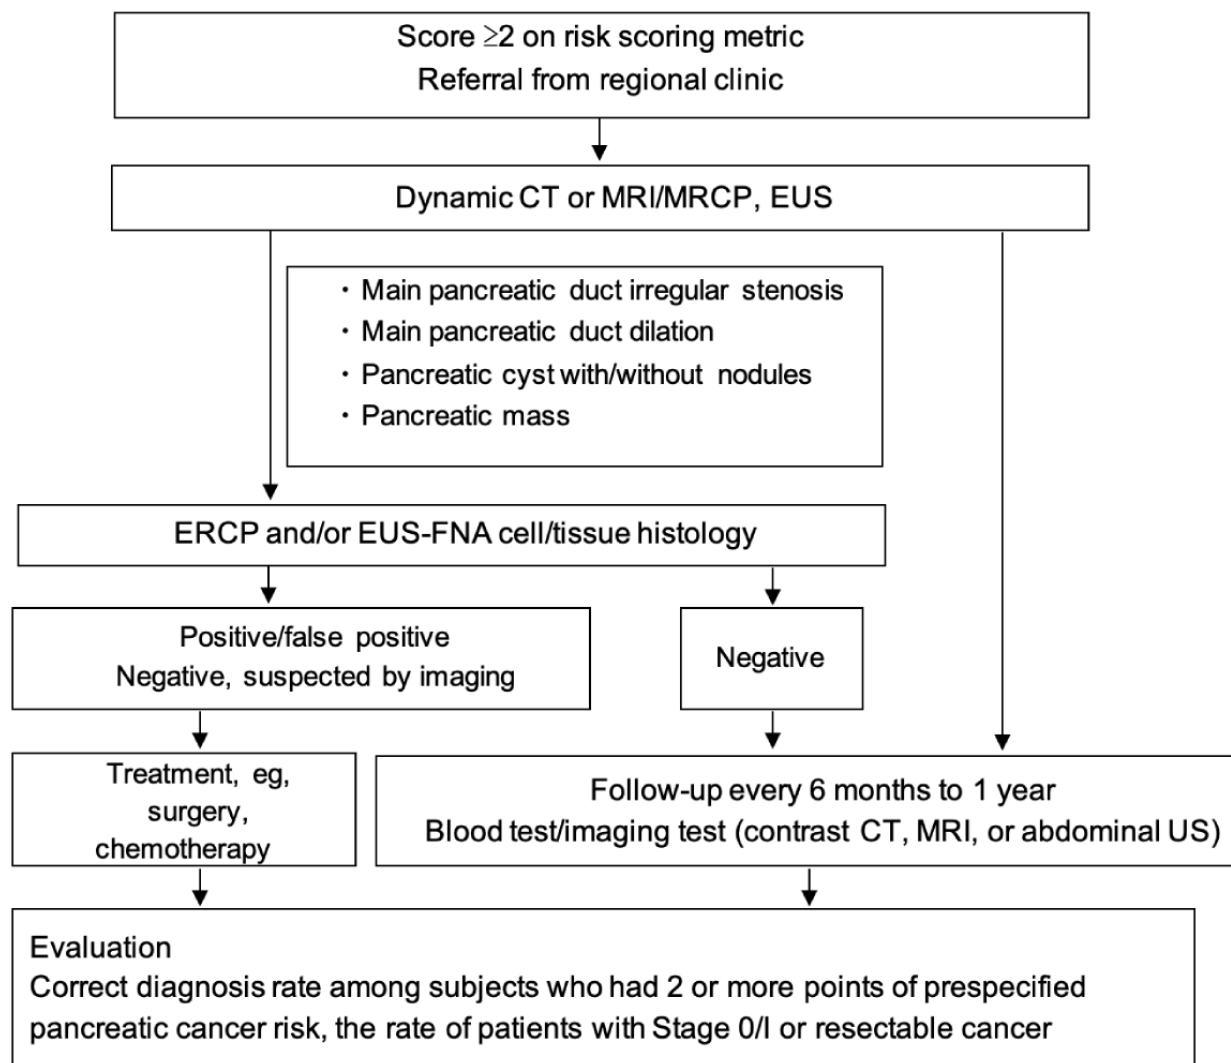 Score ≥2 on risk scoring metric
Referral from regional clinic
Dynamic CT or MRI/MRCP, EUS
・Main pancreatic duct irregular stenosis
・Main pancreatic duct dilation
・Pancreatic cyst with/without nodules
・Pancreatic mass
ERCP and/or EUS-FNA cell/tissue histology
Positive/false positive
Negative, suspected by imaging
Negative
Treatment, eg,
surgery,
chemotherapy
Follow-up every 6 months to 1 year
Blood test/imaging test (contrast CT, MRI, or abdominal US)
Evaluation
Correct diagnosis rate among subjects who had 2 or more points of prespecified
pancreatic cancer risk, the rate of patients with Stage 0/I or resectable cancer